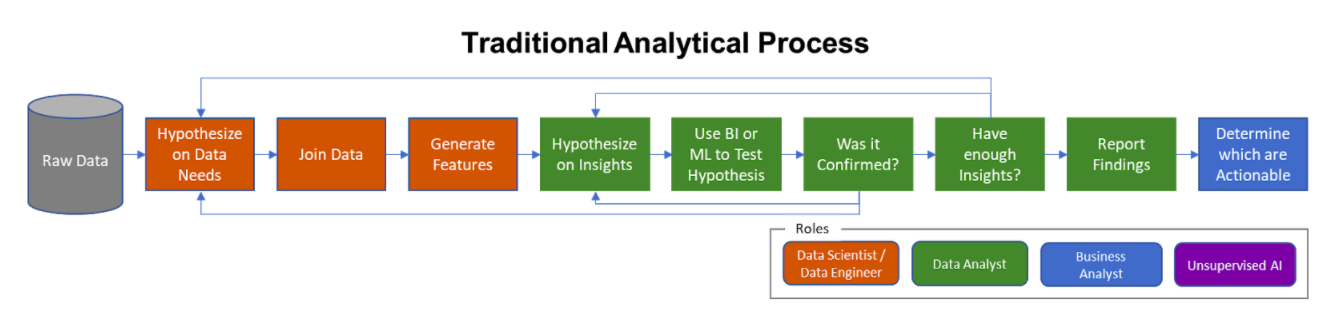 Traditional Analytical Process
Raw Data
Hypothesize
on Data
Needs
Join Data
Generate
Features
Hypothesize
on Insights
Use BI or
ML to Test
Hypothesis
Was it
Confirmed?
Have
enough
Insights?
Report
Findings
Determine
which are
Actionable
Roles
Data Scientist /
Data Engineer
Data Analyst
Business
Analyst
Unsupervised AI